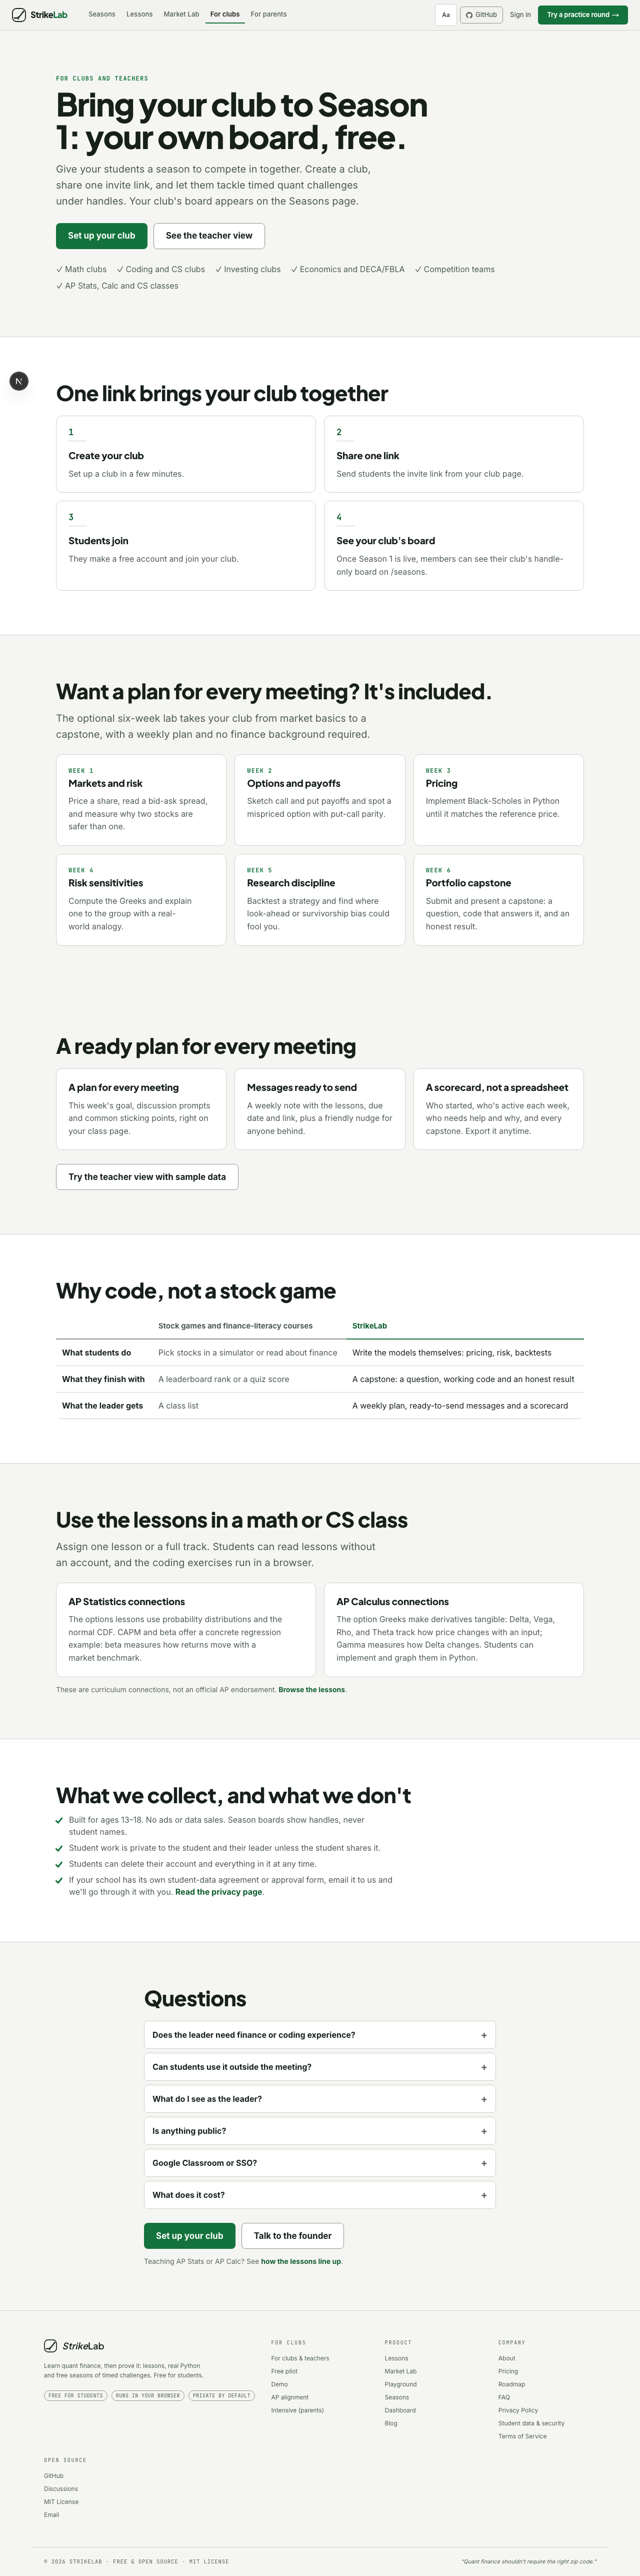 StrikeLab
Seasons
Lessons
Market Lab
For clubs
For parents
Aa
GitHub
Sign in
Try a practice round →
FOR CLUBS AND TEACHERS
Bring your club to Season
1: your own board, free.
Give your students a season to compete in together. Create a club,
share one invite link, and let them tackle timed quant challenges
under handles. Your club's board appears on the Seasons page.
Set up your club
See the teacher view
✓ Math clubs ✓ Coding and CS clubs ✓ Investing clubs ✓ Economics and DECA/FBLA ✓ Competition teams
✓ AP Stats, Calc and CS classes
N
One link brings your club together
1
Create your club
Set up a club in a few minutes.
2
Share one link
Send students the invite link from your club page.
3
Students join
They make a free account and join your club.
4
See your club's board
Once Season 1 is live, members can see their club's handle-
only board on /seasons.
Want a plan for every meeting? It's included.
The optional six-week lab takes your club from market basics to a
capstone, with a weekly plan and no finance background required.
WEEK 1
Markets and risk
Price a share, read a bid-ask spread,
and measure why two stocks are
safer than one.
WEEK 2
Options and payoffs
Sketch call and put payoffs and spot a
mispriced option with put-call parity.
WEEK 3
Pricing
Implement Black-Scholes in Python
until it matches the reference price.
WEEK 4
Risk sensitivities
Compute the Greeks and explain
one to the group with a real-
world analogy.
WEEK 5
Research discipline
Backtest a strategy and find where
look-ahead or survivorship bias could
fool you.
WEEK 6
Portfolio capstone
Submit and present a capstone: a
question, code that answers it, and an
honest result.
A ready plan for every meeting
A plan for every meeting
This week's goal, discussion prompts
and common sticking points, right on
your class page.
Messages ready to send
A weekly note with the lessons, due
date and link, plus a friendly nudge for
anyone behind.
A scorecard, not a spreadsheet
Who started, who's active each week,
who needs help and why, and every
capstone. Export it anytime.
Try the teacher view with sample data
Why code, not a stock game
Stock games and finance-literacy courses
StrikeLab
What students do
Pick stocks in a simulator or read about finance
Write the models themselves: pricing, risk, backtests
What they finish with
A leaderboard rank or a quiz score
A capstone: a question, working code and an honest result
What the leader gets
A class list
A weekly plan, ready-to-send messages and a scorecard
Use the lessons in a math or CS class
Assign one lesson or a full track. Students can read lessons without
an account, and the coding exercises run in a browser.
AP Statistics connections
The options lessons use probability distributions and the
normal CDF. CAPM and beta offer a concrete regression
example: beta measures how returns move with a
market benchmark.
AP Calculus connections
The option Greeks make derivatives tangible: Delta, Vega,
Rho, and Theta track how price changes with an input;
Gamma measures how Delta changes. Students can
implement and graph them in Python.
These are curriculum connections, not an official AP endorsement. Browse the lessons.
What we collect, and what we don't
Built for ages 13–18. No ads or data sales. Season boards show handles, never
student names.
Student work is private to the student and their leader unless the student shares it.
Students can delete their account and everything in it at any time.
If your school has its own student-data agreement or approval form, email it to us and
we'll go through it with you. Read the privacy page.
Questions
Does the leader need finance or coding experience? +
Can students use it outside the meeting? +
What do I see as the leader? +
Is anything public? +
Google Classroom or SSO? +
What does it cost? +
Set up your club
Talk to the founder
Teaching AP Stats or AP Calc? See how the lessons line up.
StrikeLab
Learn quant finance, then prove it: lessons, real Python
and free seasons of timed challenges. Free for students.
FREE FOR STUDENTS
RUNS IN YOUR BROWSER
PRIVATE BY DEFAULT
FOR CLUBS
For clubs & teachers
Free pilot
Demo
AP alignment
Intensive (parents)
PRODUCT
Lessons
Market Lab
Playground
Seasons
Dashboard
Blog
COMPANY
About
Pricing
Roadmap
FAQ
Privacy Policy
Student data & security
Terms of Service
OPEN SOURCE
GitHub
Discussions
MIT License
Email
© 2026 STRIKELAB · FREE & OPEN SOURCE · MIT LICENSE
"Quant finance shouldn't require the right zip code."